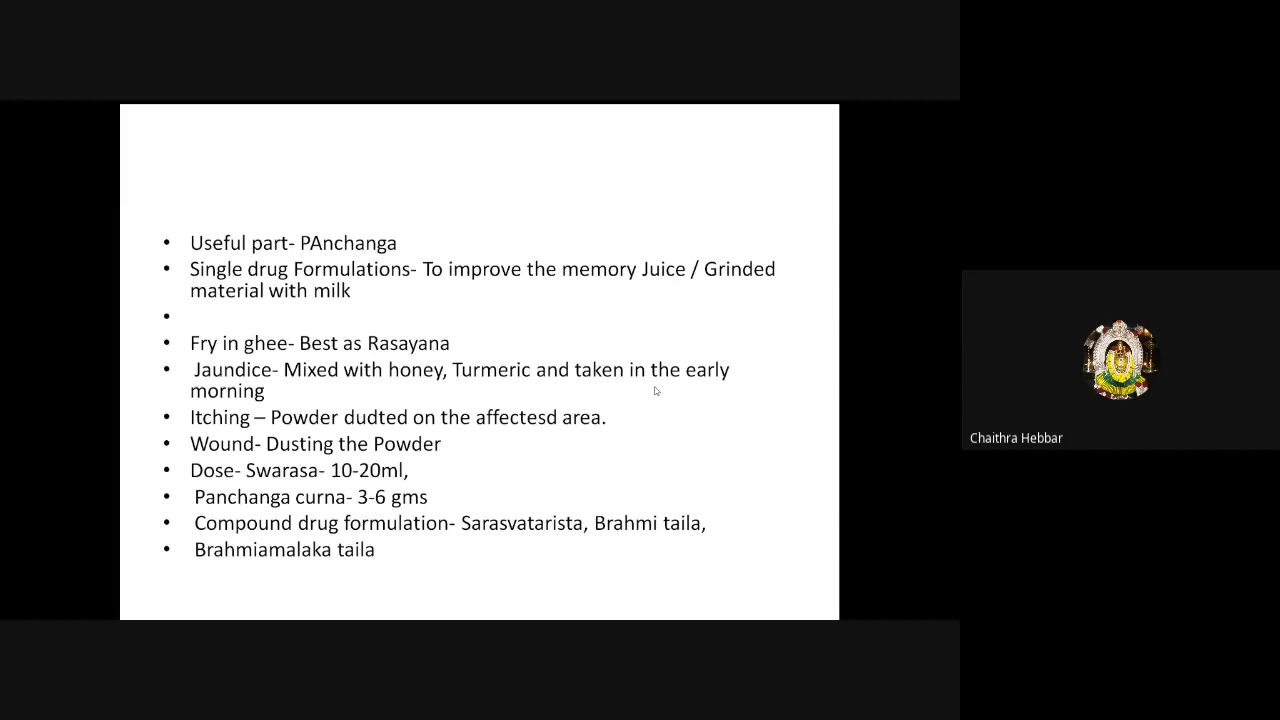 • Useful part- PAnchanga
• Single drug Formulations- To improve the memory Juice / Grinded
material with milk
•
• Fry in ghee- Best as Rasayana
• Jaundice- Mixed with honey, Turmeric and taken in the early
morning
• Itching – Powder dudted on the affectesd area.
• Wound- Dusting the Powder
• Dose- Swarasa- 10-20ml,
• Panchanga curna- 3-6 gms
• Compound drug formulation- Sarasvatarista, Brahmi taila,
• Brahmiamalaka taila
Chaithra Hebbar